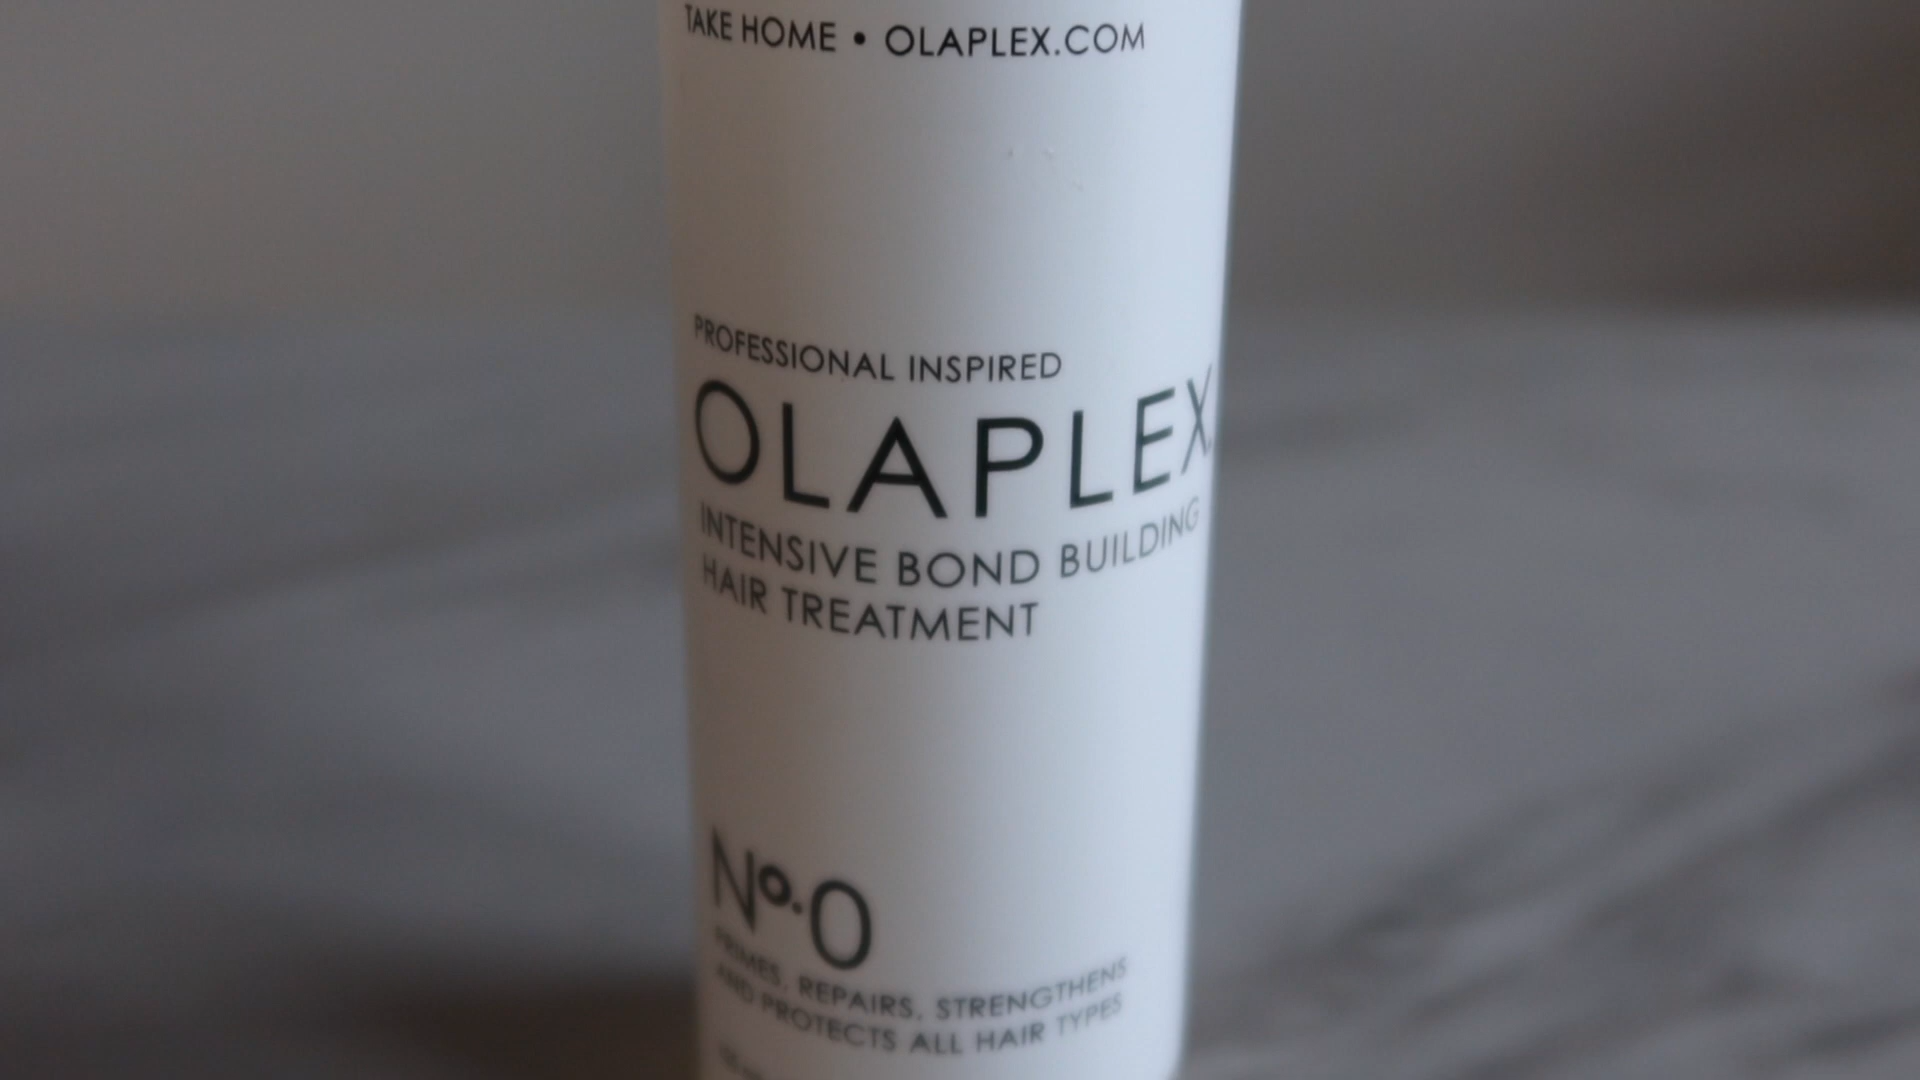 TAKE HOME • OLAPLEX.COM
PROFESSIONAL INSPIRED
OLAPLEX
INTENSIVE BOND BUILDING
HAIR TREATMENT
Nº.0
PRIMES, REPAIRS, STRENGTHENS
AND PROTECTS ALL HAIR TYPES